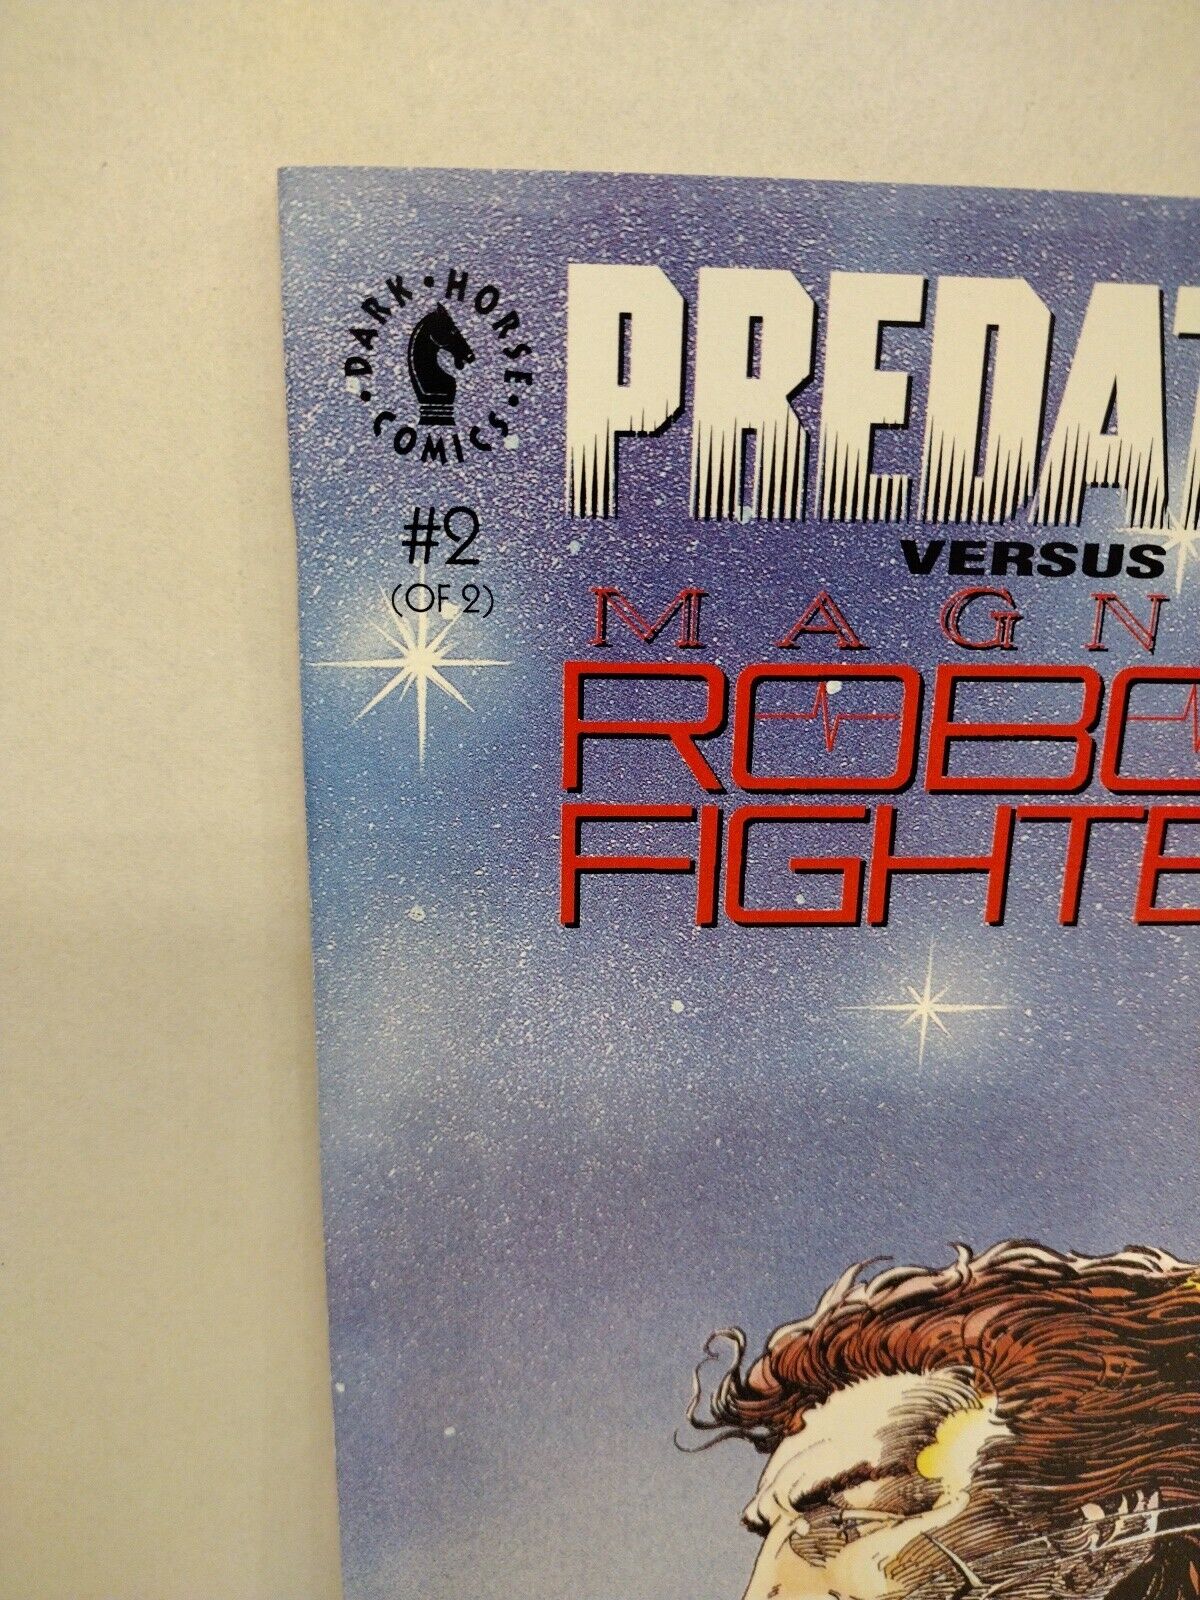 DARK · HORSE · COMICS ·
#2
(OF 2)
PREDAT
VERSUS
MAGN
ROBO
FIGHTE